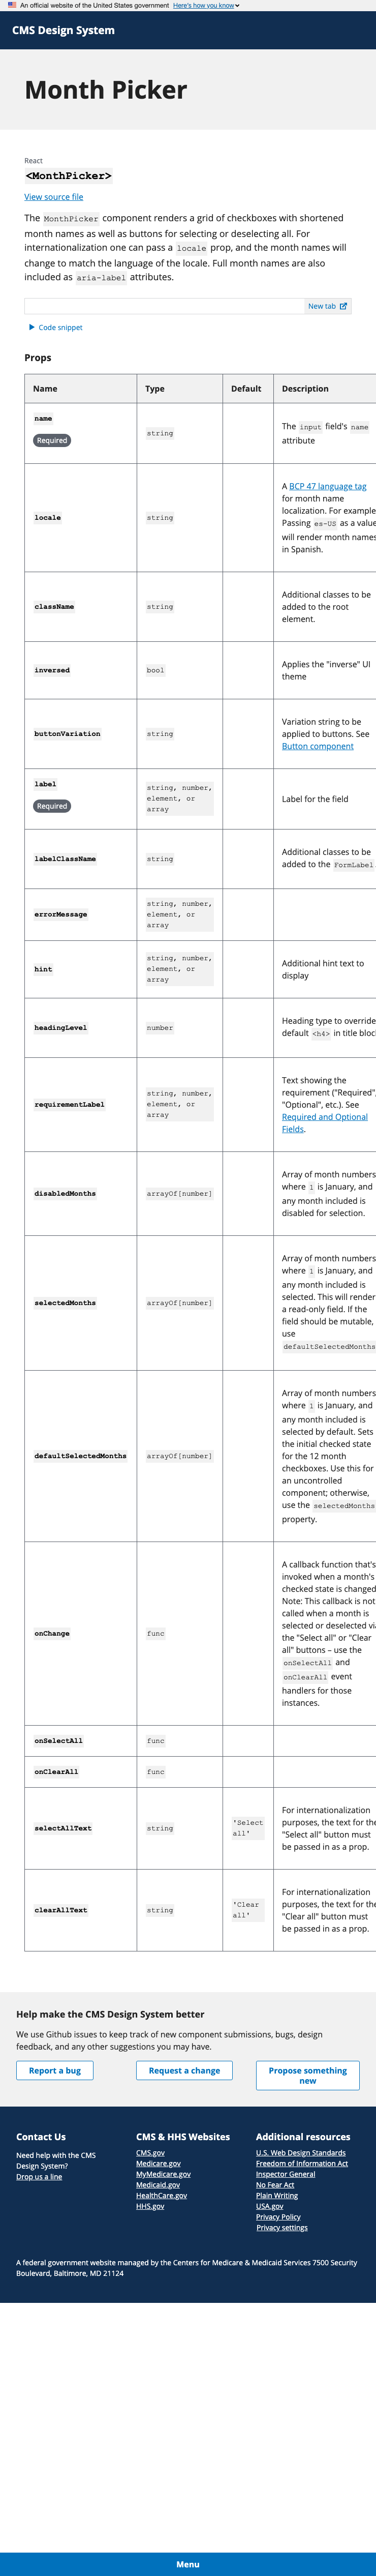 An official website of the United States government Here's how you know
CMS Design System
Month Picker
React
<MonthPicker>
View source file
The MonthPicker component renders a grid of checkboxes with shortened
month names as well as buttons for selecting or deselecting all. For
internationalization one can pass a locale prop, and the month names will
change to match the language of the locale. Full month names are also
included as aria-label attributes.
New tab
Code snippet
Props
Name Type Default Description
name
Required
string
The input field's name
attribute
locale
string
A BCP 47 language tag
for month name
localization. For example
Passing es-US as a value
will render month names
in Spanish.
className
string
Additional classes to be
added to the root
element.
inversed
bool
Applies the "inverse" UI
theme
buttonVariation
string
Variation string to be
applied to buttons. See
Button component
label
Required
string, number,
element, or
array
Label for the field
labelClassName
string
Additional classes to be
added to the FormLabel
errorMessage
string, number,
element, or
array
hint
string, number,
element, or
array
Additional hint text to
display
headingLevel
number
Heading type to override
default <h4> in title bloc
requirementLabel
string, number,
element, or
array
Text showing the
requirement ("Required",
"Optional", etc.). See
Required and Optional
Fields.
disabledMonths
arrayOf[number]
Array of month numbers
where 1 is January, and
any month included is
disabled for selection.
selectedMonths
arrayOf[number]
Array of month numbers
where 1 is January, and
any month included is
selected. This will render
a read-only field. If the
field should be mutable,
use
defaultSelectedMonths
defaultSelectedMonths
arrayOf[number]
Array of month numbers
where 1 is January, and
any month included is
selected by default. Sets
the initial checked state
for the 12 month
checkboxes. Use this for
an uncontrolled
component; otherwise,
use the selectedMonths
property.
onChange
func
A callback function that's
invoked when a month's
checked state is changed
Note: This callback is not
called when a month is
selected or deselected via
the "Select all" or "Clear
all" buttons – use the
onSelectAll and
onClearAll event
handlers for those
instances.
onSelectAll
func
onClearAll
func
selectAllText
string
'Select
all'
For internationalization
purposes, the text for the
"Select all" button must
be passed in as a prop.
clearAllText
string
'Clear
all'
For internationalization
purposes, the text for the
"Clear all" button must
be passed in as a prop.
Help make the CMS Design System better
We use Github issues to keep track of new component submissions, bugs, design
feedback, and any other suggestions you may have.
Report a bug
Request a change
Propose something
new
Contact Us
Need help with the CMS
Design System?
Drop us a line
CMS & HHS Websites
CMS.gov
Medicare.gov
MyMedicare.gov
Medicaid.gov
HealthCare.gov
HHS.gov
Additional resources
U.S. Web Design Standards
Freedom of Information Act
Inspector General
No Fear Act
Plain Writing
USA.gov
Privacy Policy
Privacy settings
A federal government website managed by the Centers for Medicare & Medicaid Services 7500 Security
Boulevard, Baltimore, MD 21124
Menu